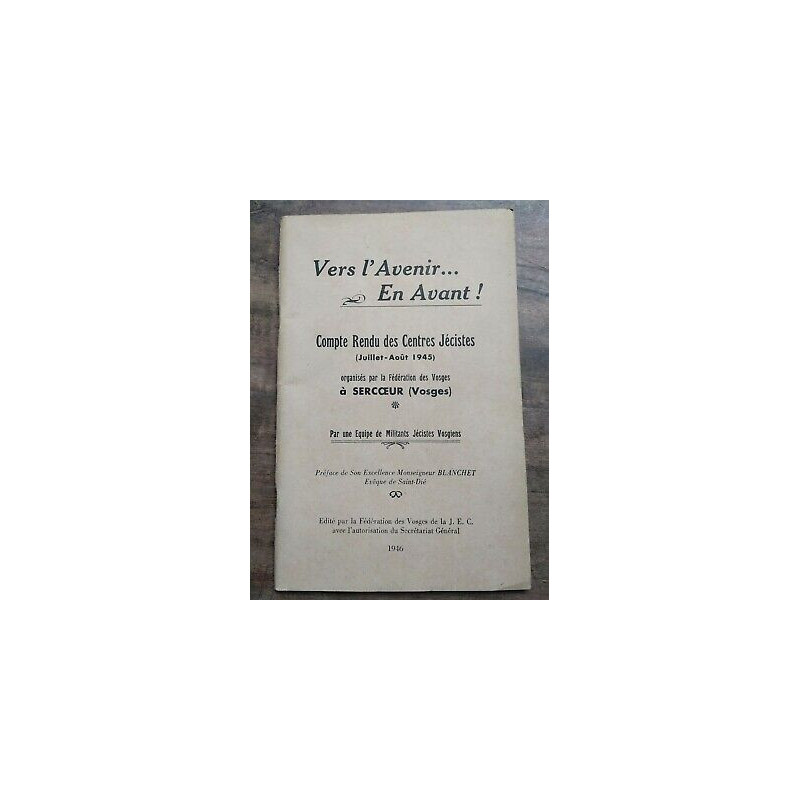 Vers l'Avenir...
En Avant !
Compte Rendu des Centres Jécistes
(Juillet-Août 1945)
organisés par la Fédération des Vosges
à SERCŒUR (Vosges)
Par une Equipe de Militants Jécistes Vosgiens
Préface de Son Excellence Monseigneur BLANCHET
Evêque de Saint-Dié
Edité par la Fédération des Vosges de la J. E. C.
avec l'autorisation du Secrétariat Général
1946